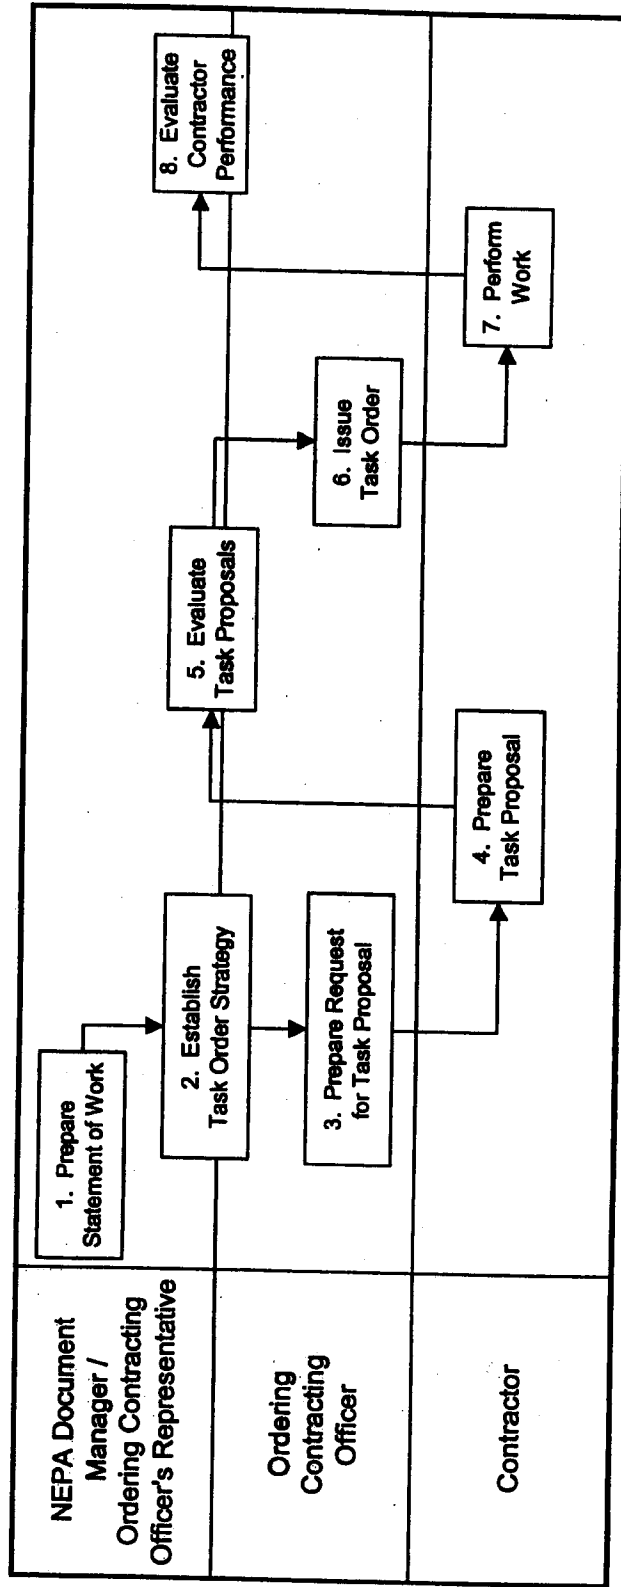 NEPA Document
Manager /
Ordering Contracting
Officer's Representative
Ordering
Contracting
Officer
Contractor
1. Prepare
Statement of Work
2. Establish
Task Order Strategy
3. Prepare Request
for Task Proposal
4. Prepare
Task Proposal
5. Evaluate
Task Proposals
6. Issue
Task Order
7. Perform
Work
8. Evaluate
Contractor
Performance